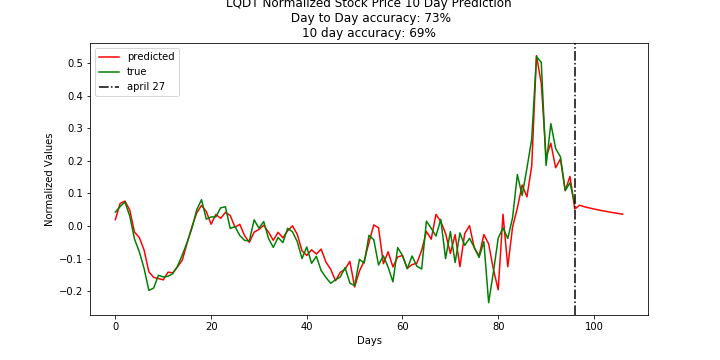 LQDT Normalized Stock Price 10 Day Prediction
Day to Day accuracy: 73%
10 day accuracy: 69%
predicted
true
april 27
Normalized Values
0.5
0.4
0.3
0.2
0.1
0.0
−0.1
−0.2
0
20
40
60
80
100
Days